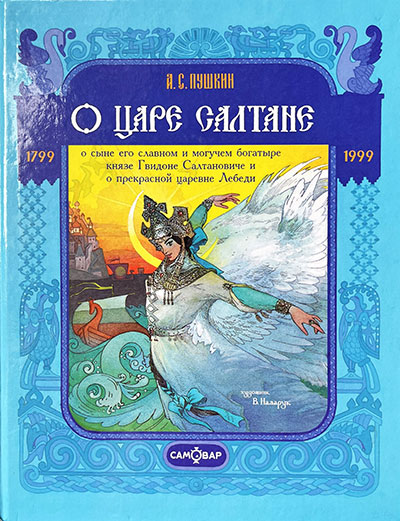 А.С.ПУШКИН
О ЦАРЕ САЛТАНЕ
1799
1999
о сыне его славном и могучем богатыре
князе Гвидоне Салтановиче и
о прекрасной царевне Лебеди
художник
В. Назарук
САМОВАР